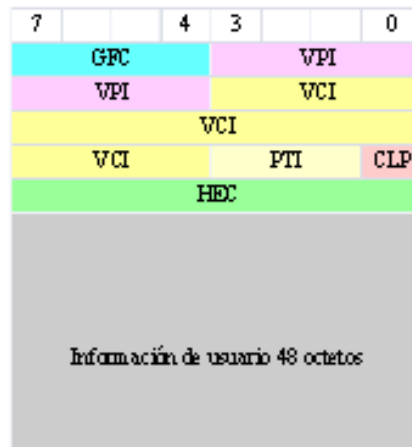 7 4 3 0
GFC VPI
VPI VCI
VCI
VCI PTI CLP
HEC
Información de usuario 48 octetos